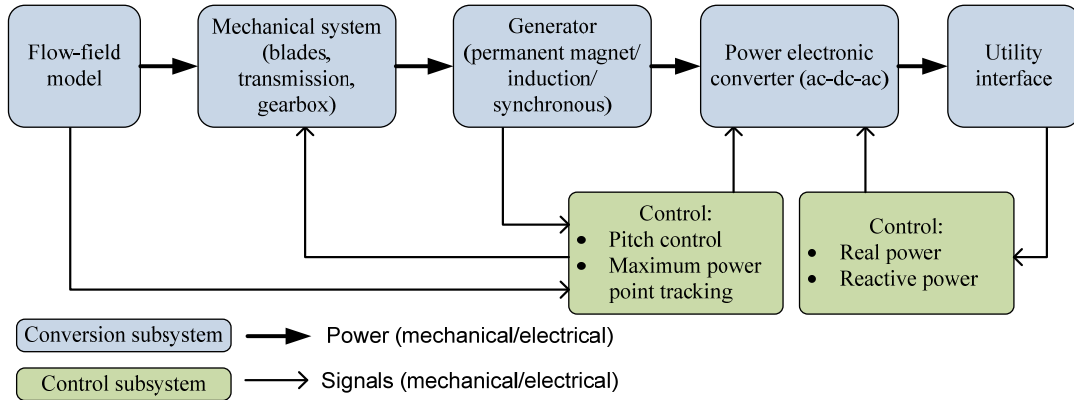 Flow-field
model
Mechanical system
(blades,
transmission,
gearbox)
Generator
(permanent magnet/
induction/
synchronous)
Power electronic
converter (ac-dc-ac)
Utility
interface
Control:
• Pitch control
• Maximum power
point tracking
Control:
• Real power
• Reactive power
Conversion subsystem
Power (mechanical/electrical)
Control subsystem
Signals (mechanical/electrical)